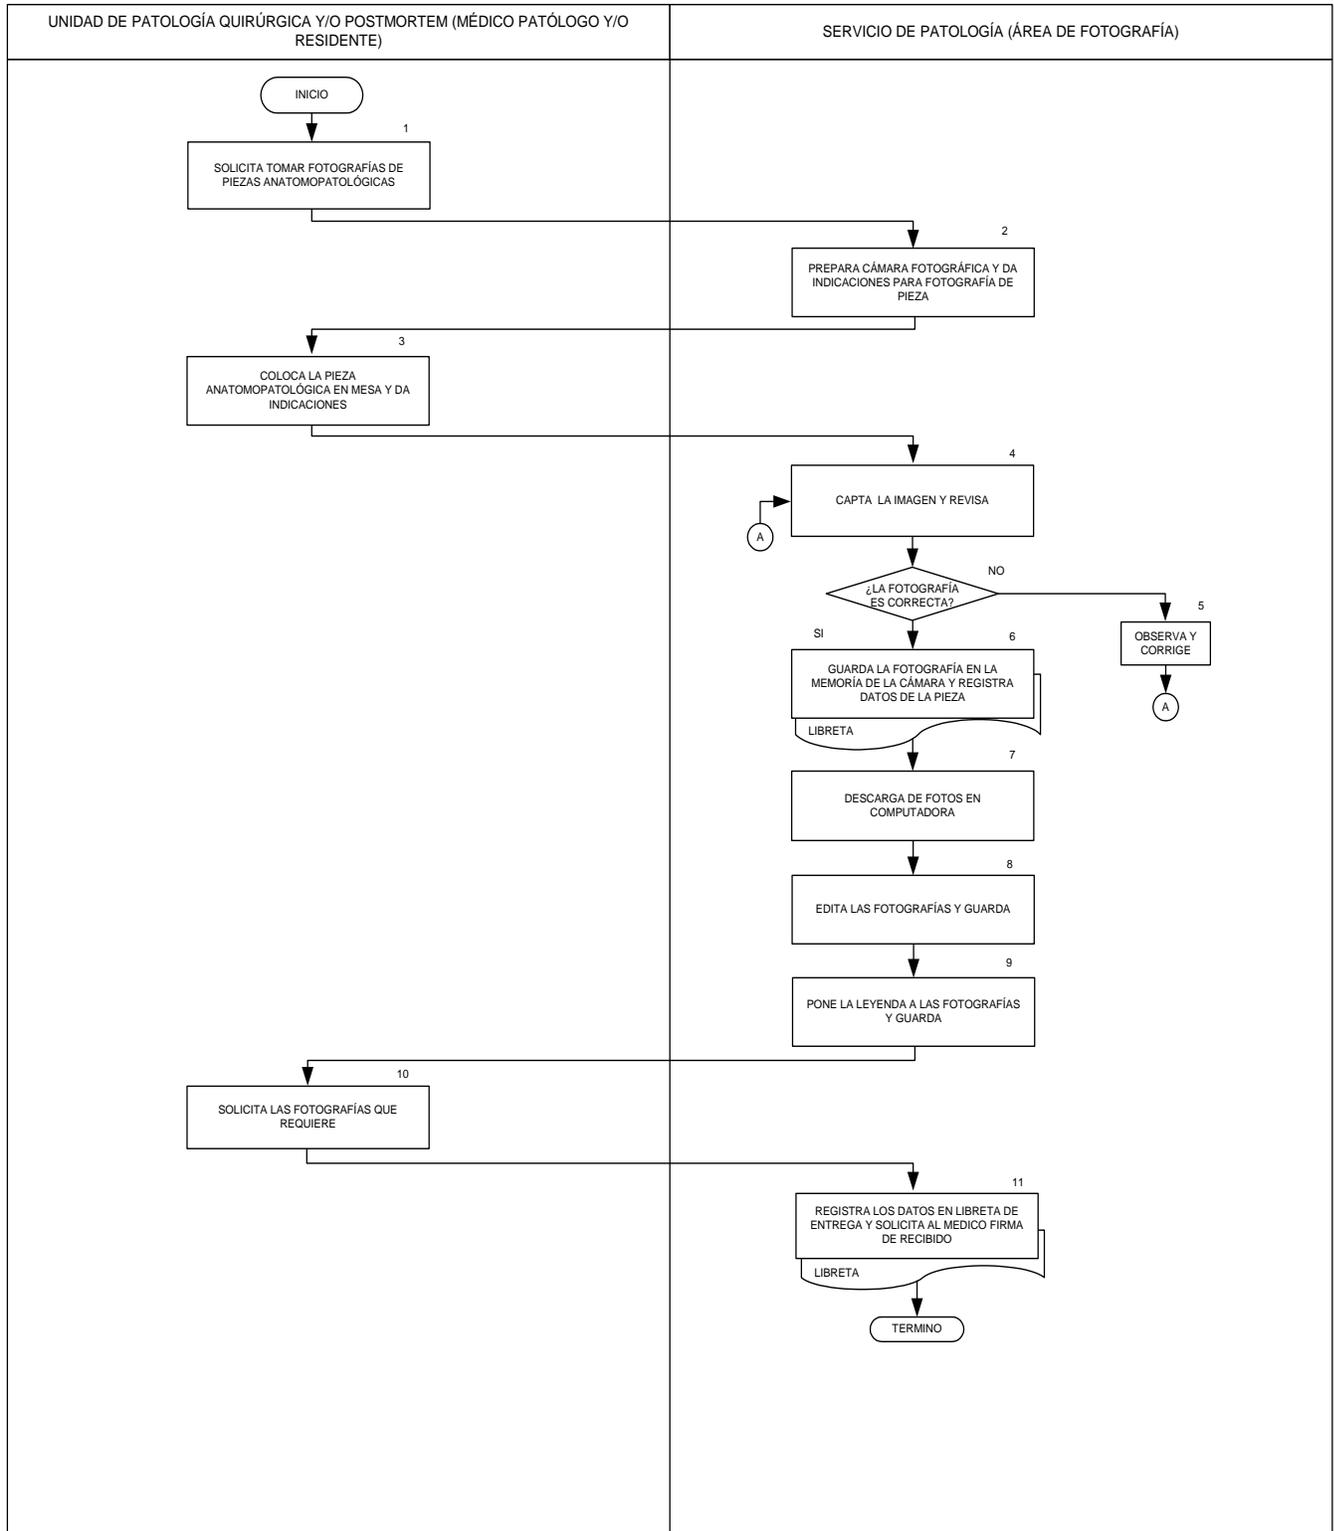 UNIDAD DE PATOLOGÍA QUIRÚRGICA Y/O POSTMORTEM (MÉDICO PATÓLOGO Y/O
RESIDENTE)
SERVICIO DE PATOLOGÍA (ÁREA DE FOTOGRAFÍA)
INICIO
1
SOLICITA TOMAR FOTOGRAFÍAS DE
PIEZAS ANATOMOPATOLÓGICAS
2
PREPARA CÁMARA FOTOGRÁFICA Y DA
INDICACIONES PARA FOTOGRAFÍA DE
PIEZA
3
COLOCA LA PIEZA
ANATOMOPATOLÓGICA EN MESA Y DA
INDICACIONES
4
CAPTA LA IMAGEN Y REVISA
A
¿LA FOTOGRAFÍA
ES CORRECTA?
NO
5
OBSERVA Y
CORRIGE
A
SI
6
GUARDA LA FOTOGRAFÍA EN LA
MEMORÍA DE LA CÁMARA Y REGISTRA
DATOS DE LA PIEZA
LIBRETA
7
DESCARGA DE FOTOS EN
COMPUTADORA
8
EDITA LAS FOTOGRAFÍAS Y GUARDA
9
PONE LA LEYENDA A LAS FOTOGRAFÍAS
Y GUARDA
10
SOLICITA LAS FOTOGRAFÍAS QUE
REQUIERE
11
REGISTRA LOS DATOS EN LIBRETA DE
ENTREGA Y SOLICITA AL MEDICO FIRMA
DE RECIBIDO
LIBRETA
TERMINO